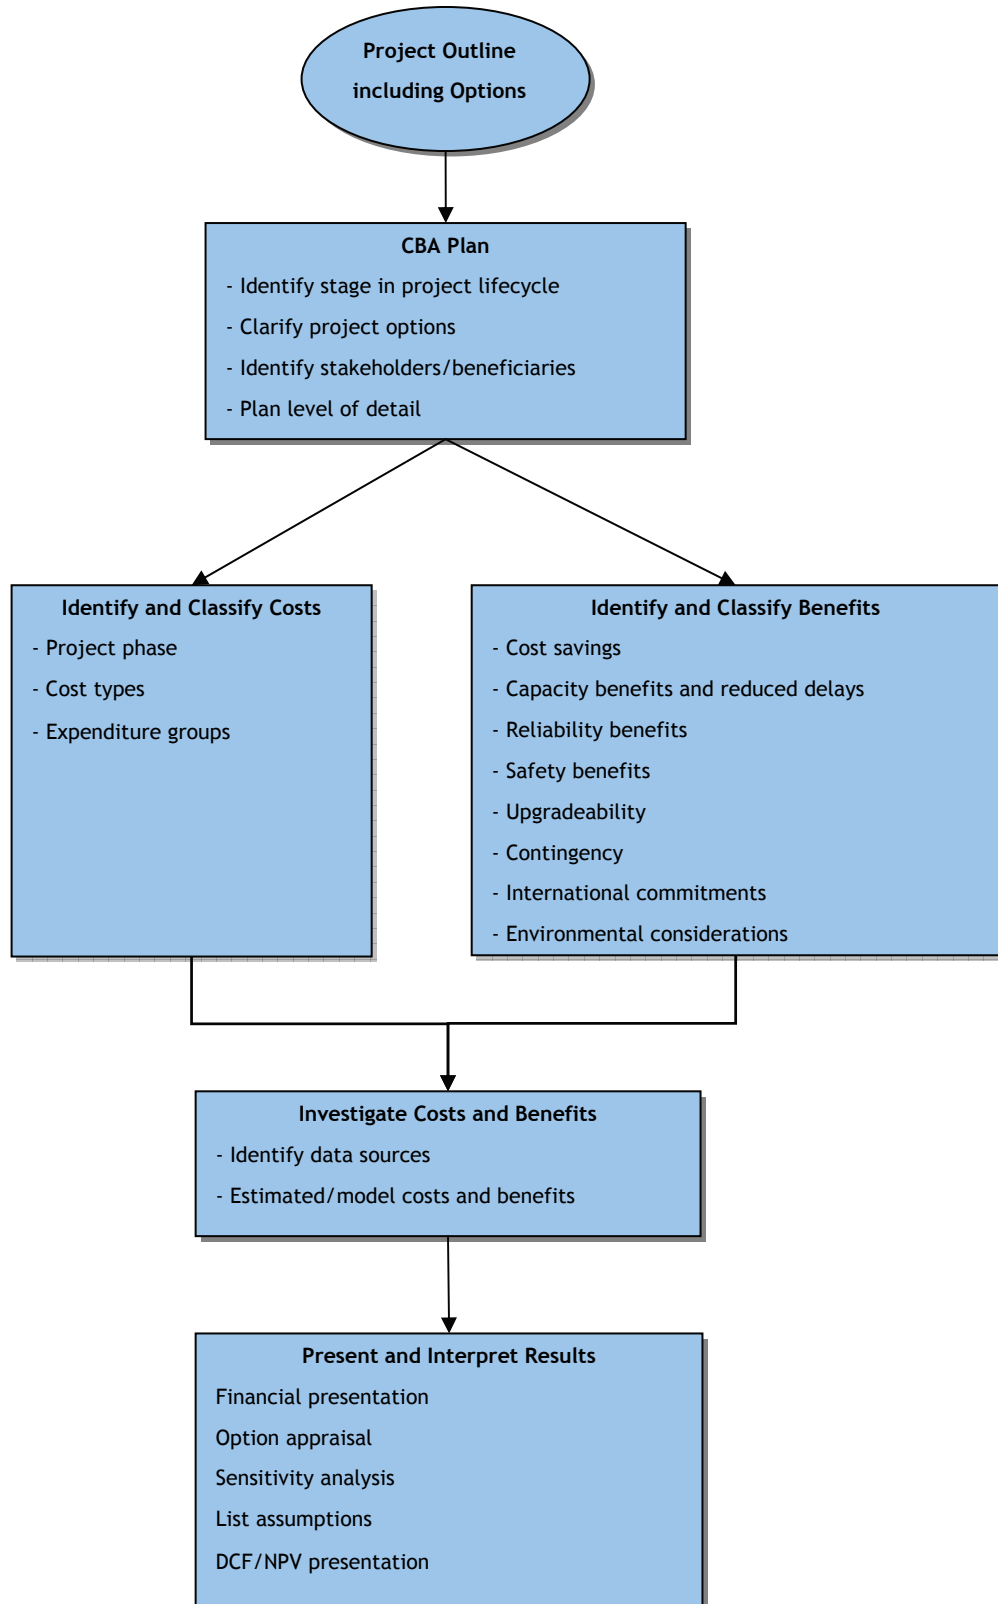 Project Outline
including Options
CBA Plan
- Identify stage in project lifecycle
- Clarify project options
- Identify stakeholders/beneficiaries
- Plan level of detail
Identify and Classify Costs
- Project phase
- Cost types
- Expenditure groups
Identify and Classify Benefits
- Cost savings
- Capacity benefits and reduced delays
- Reliability benefits
- Safety benefits
- Upgradeability
- Contingency
- International commitments
- Environmental considerations
Investigate Costs and Benefits
- Identify data sources
- Estimated/model costs and benefits
Present and Interpret Results
Financial presentation
Option appraisal
Sensitivity analysis
List assumptions
DCF/NPV presentation